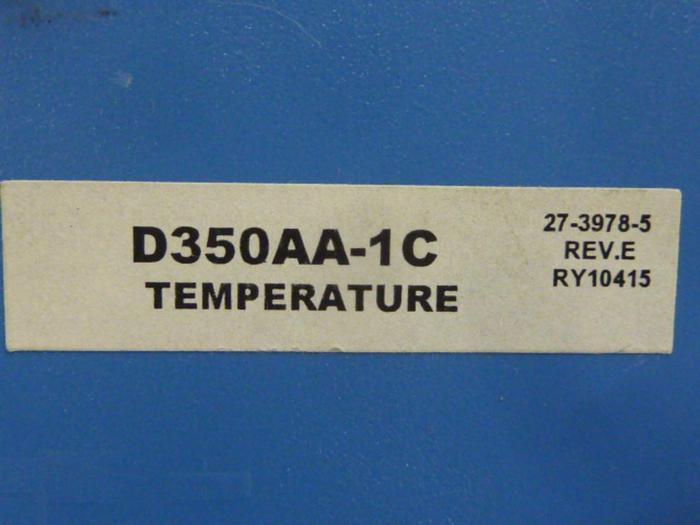 D350AA-1C
TEMPERATURE
27-3978-5
REV.E
RY10415